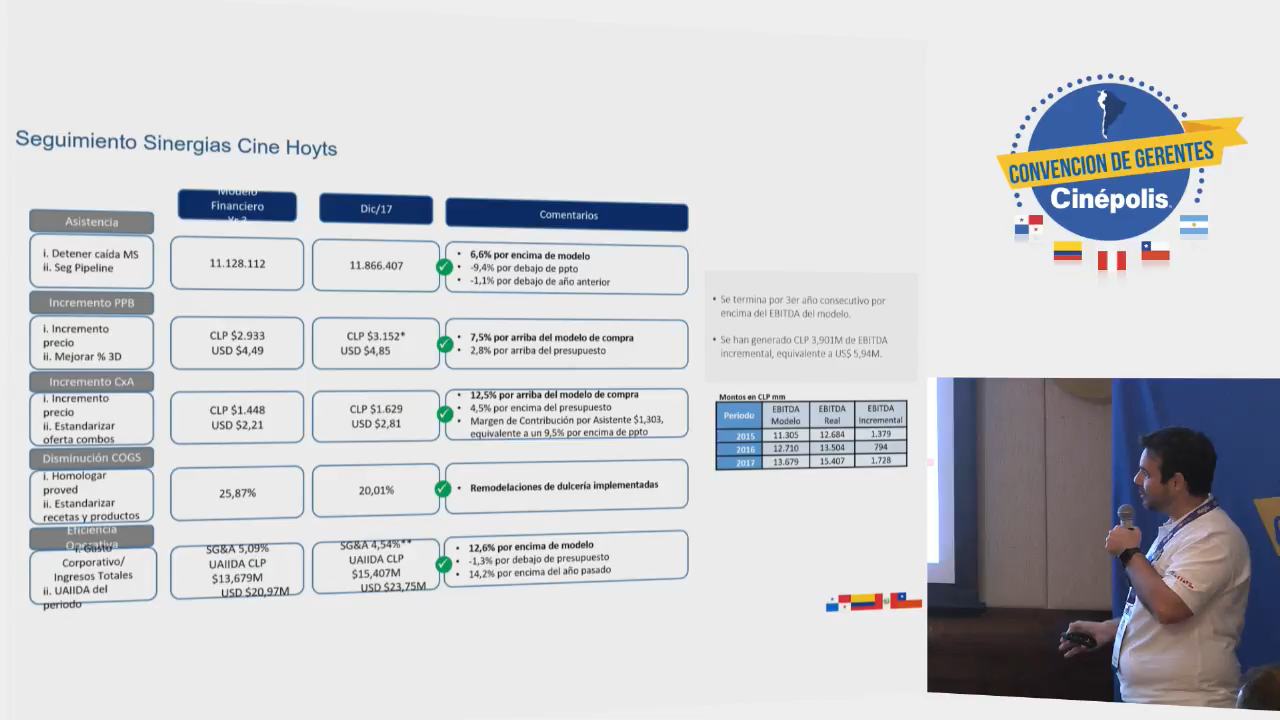 Seguimiento Sinergias Cine Hoyts
Modelo
Financiero
Yr 3
Dic/17
Comentarios
Asistencia
i. Detener caída MS
ii. Seg Pipeline
11.128.112
11.866.407
• 6,6% por encima de modelo
• -9,4% por debajo de ppto
• -1,1% por debajo de año anterior
Incremento PPB
i. Incremento
precio
ii. Mejorar % 3D
CLP $2.933
USD $4,49
CLP $3.152*
USD $4,85
• 7,5% por arriba del modelo de compra
• 2,8% por arriba del presupuesto
Incremento CxA
i. Incremento
precio
ii. Estandarizar
oferta combos
CLP $1.448
USD $2,21
CLP $1.629
USD $2,81
• 12,5% por arriba del modelo de compra
• 4,5% por encima del presupuesto
• Margen de Contribución por Asistente $1,303,
equivalente a un 9,5% por encima de ppto
Disminución COGS
i. Homologar
proved
ii. Estandarizar
recetas y productos
25,87%
20,01%
• Remodelaciones de dulcería implementadas
Eficiencia
Operativa
i. Gasto
Corporativo/
Ingresos Totales
ii. UAIIDA del
periodo
SG&A 5,09%
UAIIDA CLP
$13,679M
USD $20,97M
SG&A 4,54%**
UAIIDA CLP
$15,407M
USD $23,75M
• 12,6% por encima de modelo
• -1,3% por debajo de presupuesto
• 14,2% por encima del año pasado
• Se termina por 3er año consecutivo por
encima del EBITDA del modelo.
• Se han generado CLP 3,901M de EBITDA
incremental, equivalente a US$ 5,94M.
Montos en CLP mm
Periodo EBITDA Modelo EBITDA Real EBITDA Incremental
2015 11.305 12.684 1.379
2016 12.710 13.504 794
2017 13.679 15.407 1.728
CONVENCION DE GERENTES
Cinépolis